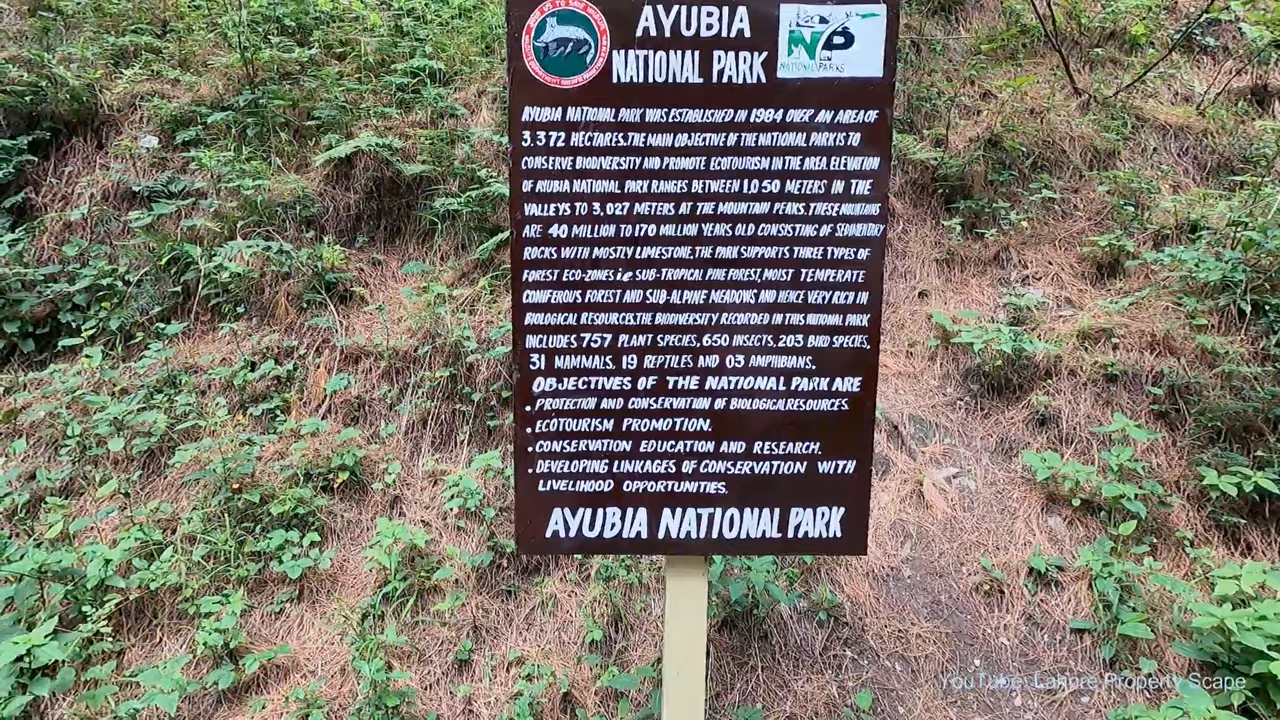 AYUBIA
NATIONAL PARK
NATIONAL PARKS
AYUBIA NATIONAL PARK WAS ESTABLISHED IN 1984 OVER AN AREA OF
3,372 HECTARES.THE MAIN OBJECTIVE OF THE NATIONAL PARK IS TO
CONSERVE BIODIVERSITY AND PROMOTE ECOTOURISM IN THE AREA. ELEVATION
OF AYUBIA NATIONAL PARK RANGES BETWEEN 1,050 METERS IN THE
VALLEYS TO 3,027 METERS AT THE MOUNTAIN PEAKS. THESE MOUNTAINS
ARE 40 MILLION TO 170 MILLION YEARS OLD CONSISTING OF SEDIMENTARY
ROCKS WITH MOSTLY LIMESTONE, THE PARK SUPPORTS THREE TYPES OF
FOREST ECO-ZONES ie SUB-TROPICAL PINE FOREST, MOIST TEMPERATE
CONIFEROUS FOREST AND SUB-ALPINE MEADOWS AND HENCE VERY RICH IN
BIOLOGICAL RESOURCES.THE BIODIVERSITY RECORDED IN THIS NATIONAL PARK
INCLUDES 757 PLANT SPECIES, 650 INSECTS, 203 BIRD SPECIES,
31 MAMMALS, 19 REPTILES AND 03 AMPHIBIANS.
OBJECTIVES OF THE NATIONAL PARK ARE
• PROTECTION AND CONSERVATION OF BIOLOGICAL RESOURCES.
• ECOTOURISM PROMOTION.
• CONSERVATION EDUCATION AND RESEARCH.
• DEVELOPING LINKAGES OF CONSERVATION WITH
LIVELIHOOD OPPORTUNITIES.
AYUBIA NATIONAL PARK
YouTube: Lahore Property Scape